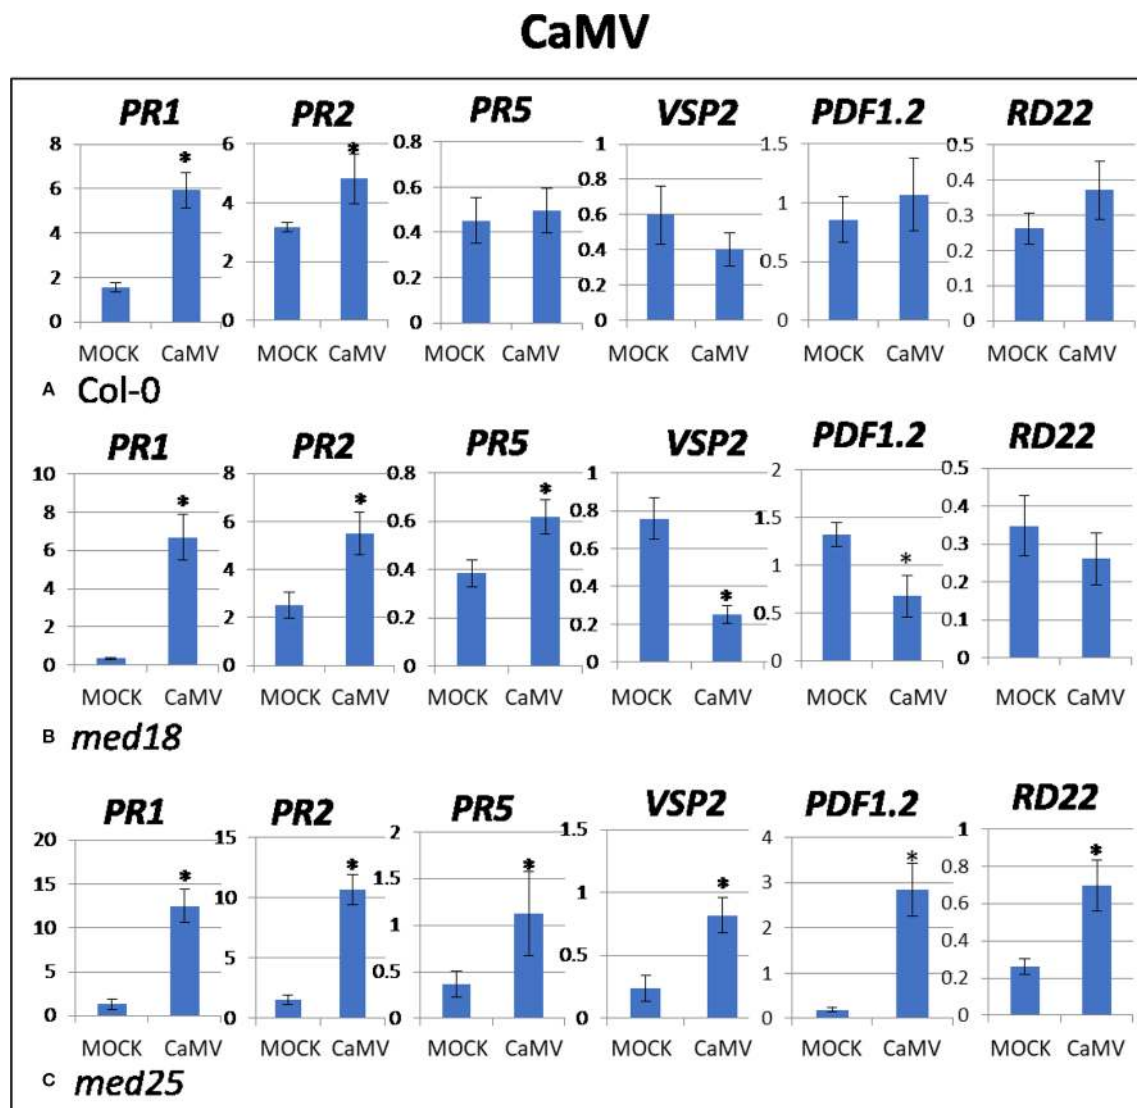 CaMV
PR1 PR2 PR5 VSP2 PDF1.2 RD22
8 6 4 2 0
6 4 2 0
0.8 0.6 0.4 0.2 0
1 0.8 0.6 0.4 0.2 0
1.5 1 0.5 0
0.5 0.4 0.3 0.2 0.1 0
* *
MOCK CaMV MOCK CaMV MOCK CaMV MOCK CaMV MOCK CaMV MOCK CaMV
A Col-0
PR1 PR2 PR5 VSP2 PDF1.2 RD22
10 8 6 4 2 0
8 6 4 2 0
0.8 0.6 0.4 0.2 0
1 0.8 0.6 0.4 0.2 0
2 1.5 1 0.5 0
0.5 0.4 0.3 0.2 0.1 0
* * * * *
MOCK CaMV MOCK CaMV MOCK CaMV MOCK CaMV MOCK CaMV MOCK CaMV
B med18
PR1 PR2 PR5 VSP2 PDF1.2 RD22
20 15 10 5 0
15 10 5 0
2 1.5 1 0.5 0
1.5 1 0.5 0
4 3 2 1 0
1 0.8 0.6 0.4 0.2 0
* * * * * *
MOCK CaMV MOCK CaMV MOCK CaMV MOCK CaMV MOCK CaMV MOCK CaMV
C med25